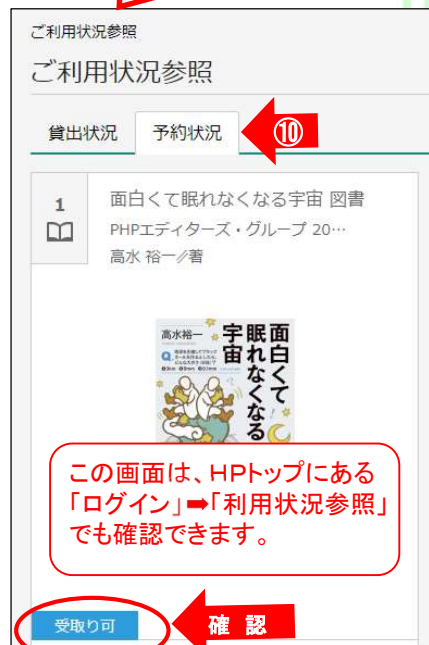 ご利用状況参照
ご利用状況参照
貸出状況
予約状況
⑩
1
面白くて眠れなくなる宇宙 図書
PHPエディターズ・グループ 20…
高水 裕一∥著
高水裕一
面白くて
眠れなくなる
宇宙
Q
この画面は、HPトップにある
「ログイン」➡「利用状況参照」
でも確認できます。
受取り可
確 認